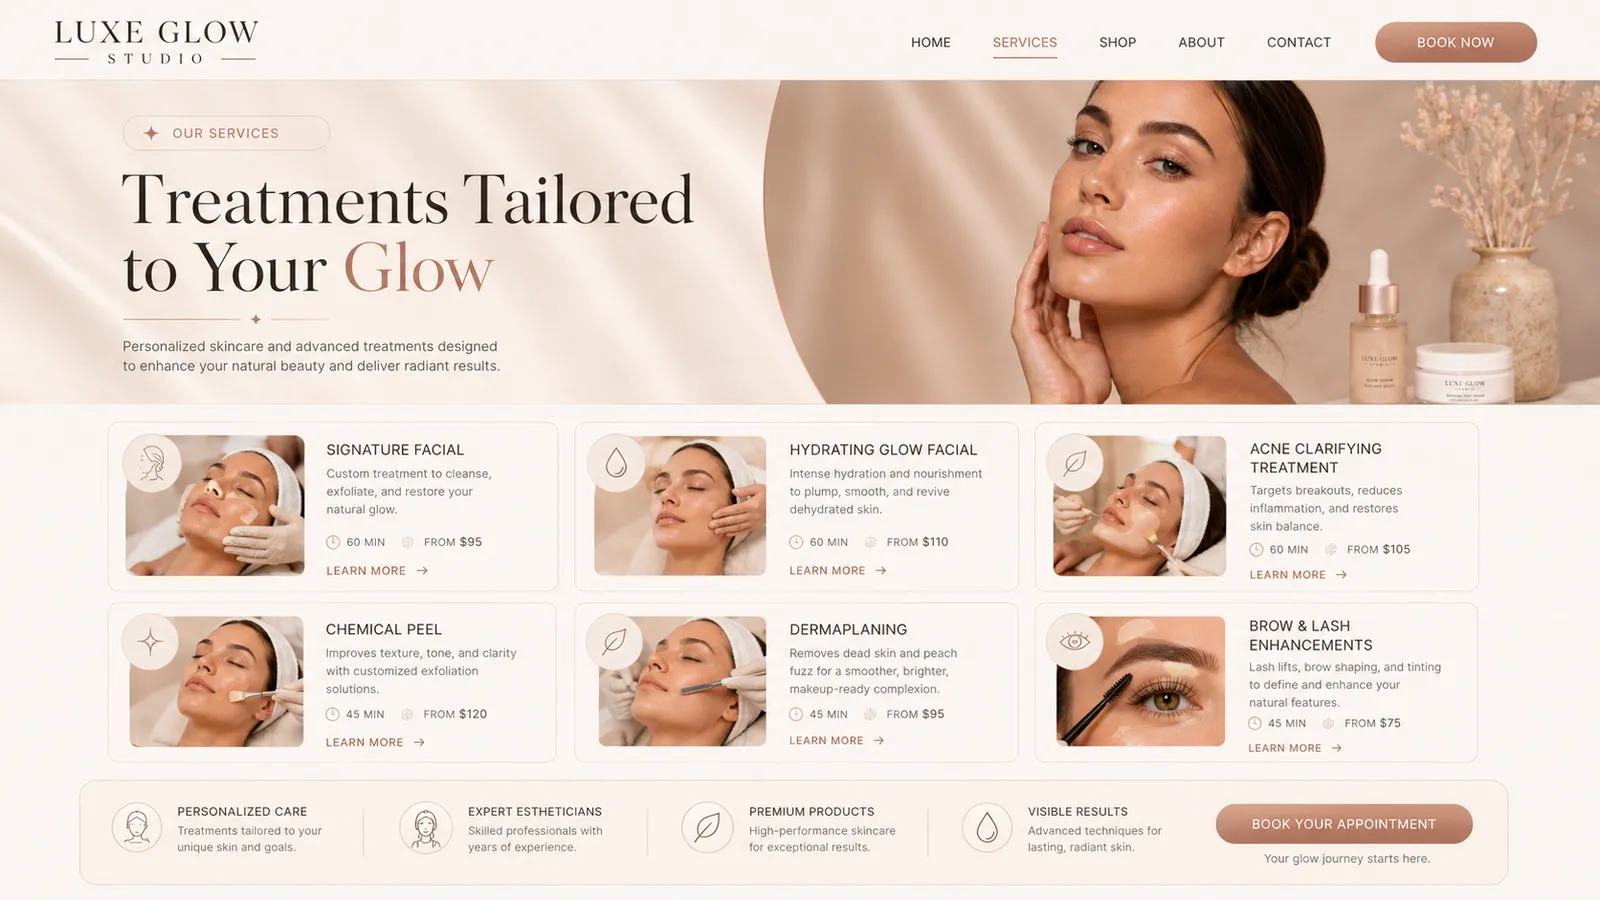 LUXE GLOW
STUDIO
HOME
SERVICES
SHOP
ABOUT
CONTACT
BOOK NOW
OUR SERVICES
Treatments Tailored
to Your Glow
Personalized skincare and advanced treatments designed
to enhance your natural beauty and deliver radiant results.
LUXE GLOW
GLOW SERUM
LUXE GLOW
SIGNATURE FACIAL
Custom treatment to cleanse,
exfoliate, and restore your
natural glow.
60 MIN FROM $95
LEARN MORE
HYDRATING GLOW FACIAL
Intense hydration and nourishment
to plump, smooth, and revive
dehydrated skin.
60 MIN FROM $110
LEARN MORE
ACNE CLARIFYING
TREATMENT
Targets breakouts, reduces
inflammation, and restores
skin balance.
60 MIN FROM $105
LEARN MORE
CHEMICAL PEEL
Improves texture, tone, and clarity
with customized exfoliation
solutions.
45 MIN FROM $120
LEARN MORE
DERMAPLANING
Removes dead skin and peach
fuzz for a smoother, brighter,
makeup-ready complexion.
45 MIN FROM $95
LEARN MORE
BROW & LASH
ENHANCEMENTS
Lash lifts, brow shaping, and tinting
to define and enhance your
natural features.
45 MIN FROM $75
LEARN MORE
PERSONALIZED CARE
Treatments tailored to your
unique skin and goals.
EXPERT ESTHETICIANS
Skilled professionals with
years of experience.
PREMIUM PRODUCTS
High-performance skincare
for exceptional results.
VISIBLE RESULTS
Advanced techniques for
lasting, radiant skin.
BOOK YOUR APPOINTMENT
Your glow journey starts here.